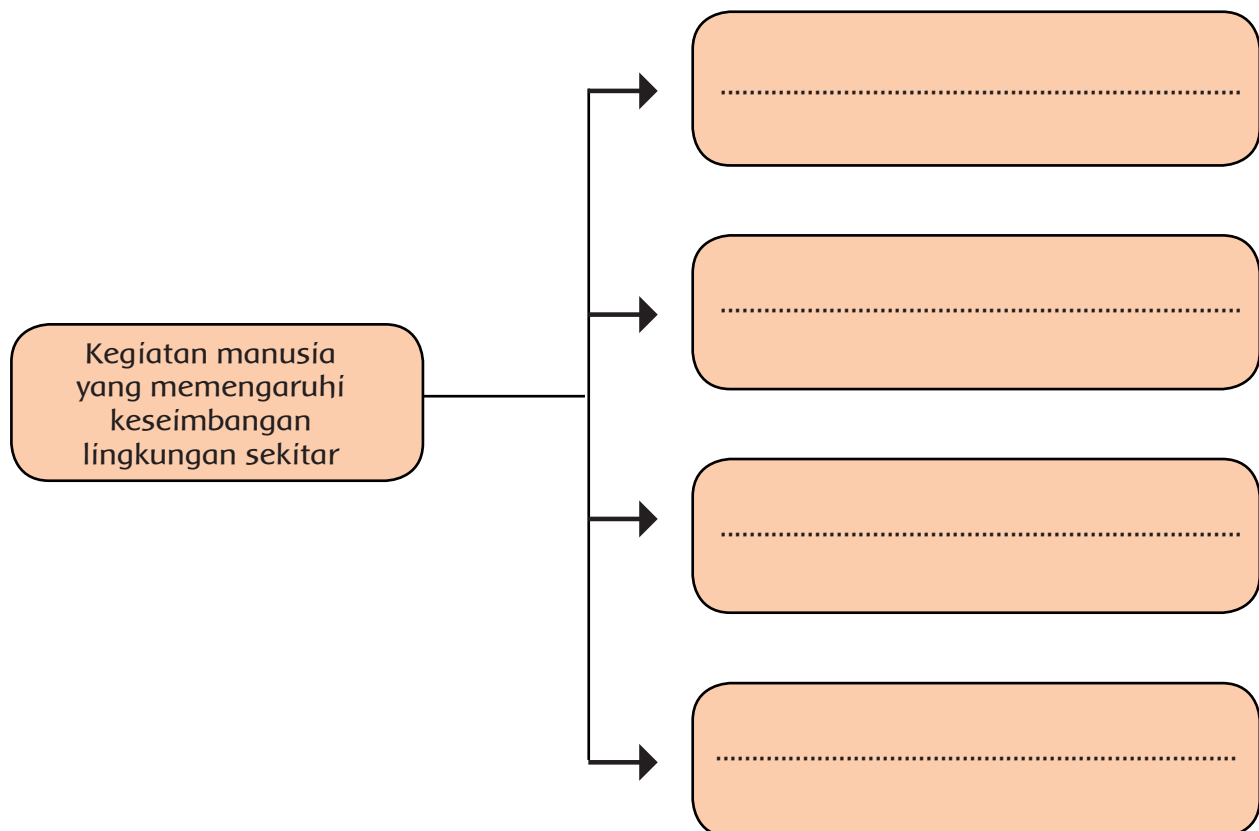 Kegiatan manusia
yang memengaruhi
keseimbangan
lingkungan sekitar